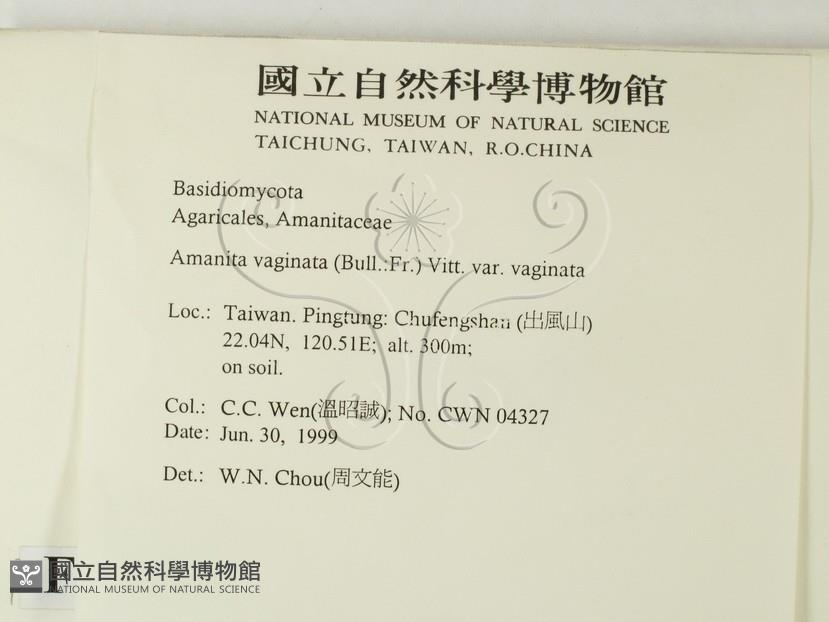 國立自然科學博物館
NATIONAL MUSEUM OF NATURAL SCIENCE
TAICHUNG, TAIWAN, R.O.CHINA
Basidiomycota
Agaricales, Amanitaceae
Amanita vaginata (Bull.:Fr.) Vitt. var. vaginata
Loc.: Taiwan. Pingtung: Chufengshan (出風山)
22.04N, 120.51E; alt. 300m;
on soil.
Col.: C.C. Wen(溫昭誠); No. CWN 04327
Date: Jun. 30, 1999
Det.: W.N. Chou(周文能)
F
國立自然科學博物館
NATIONAL MUSEUM OF NATURAL SCIENCE